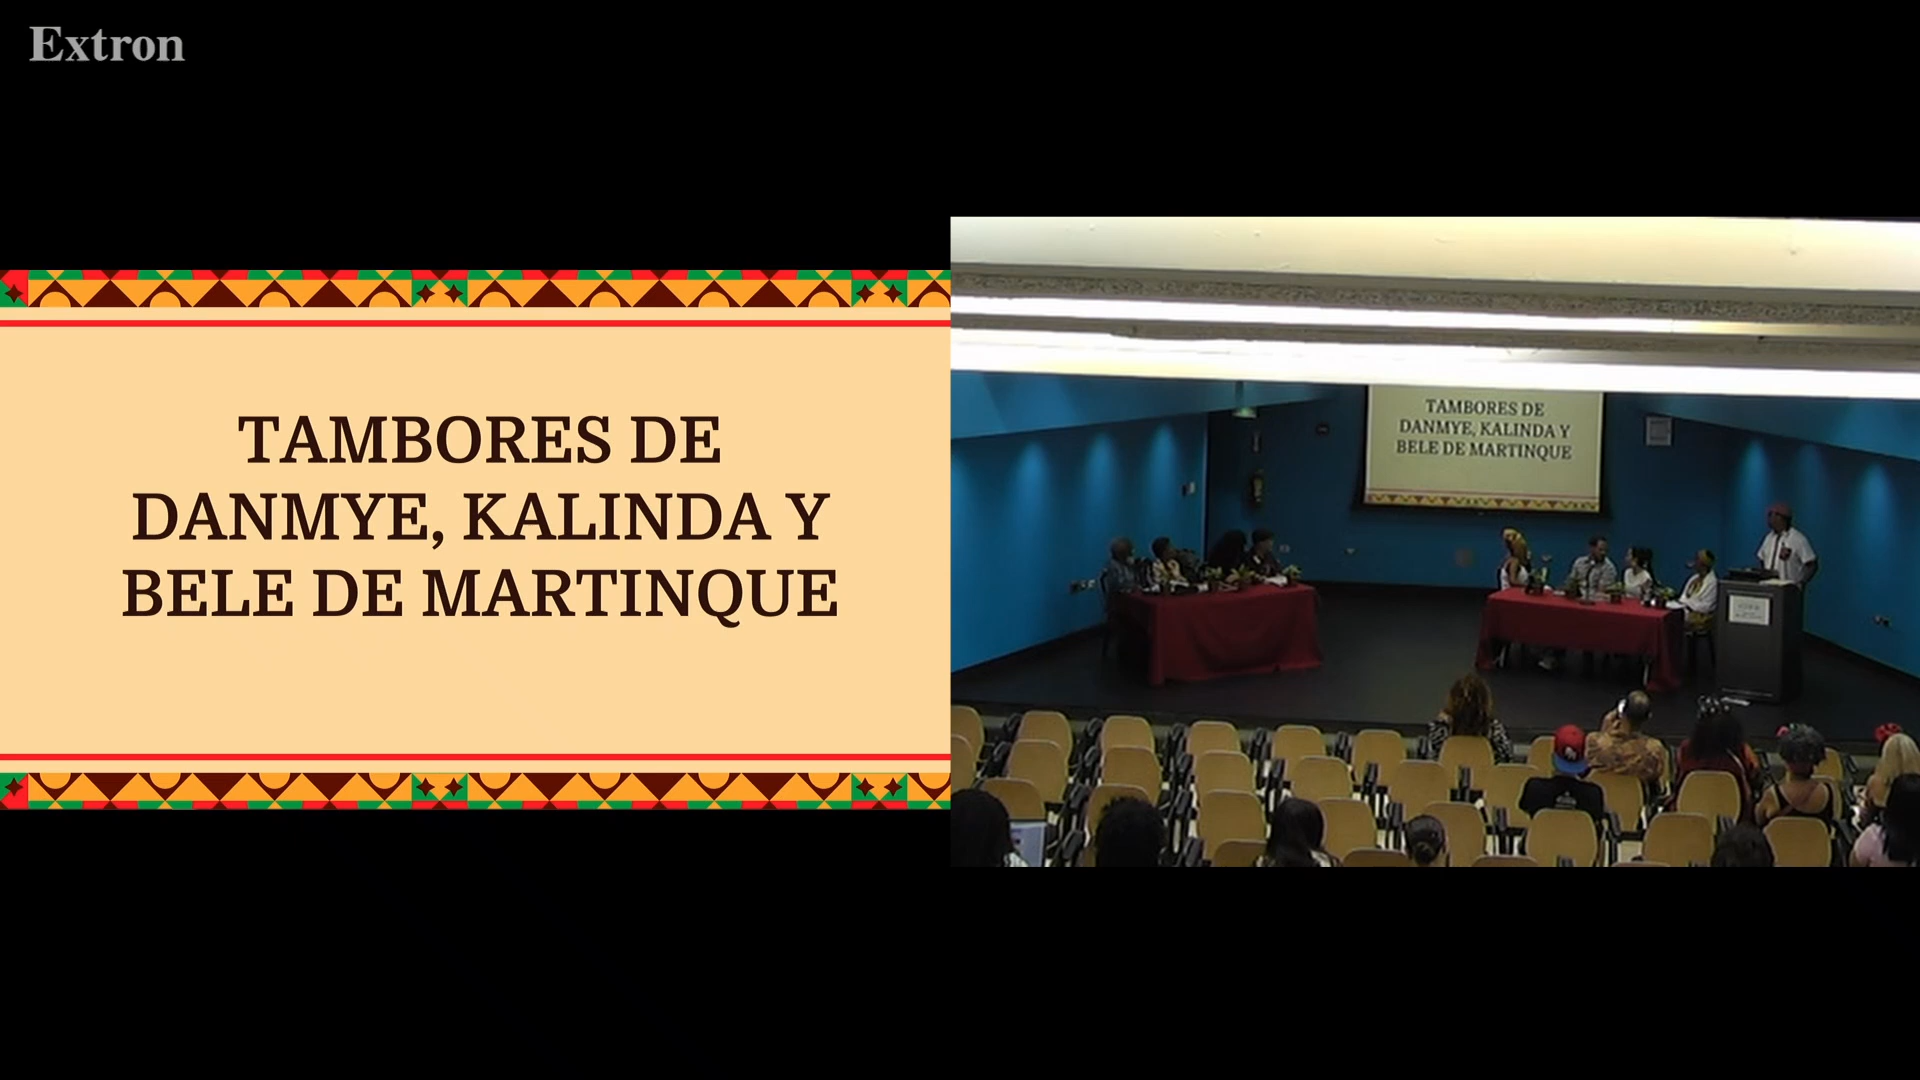 Extron
TAMBORES DE
DANMYE, KALINDA Y
BELE DE MARTINQUE
TAMBORES DE
DANMYE, KALINDA Y
BELE DE MARTINQUE